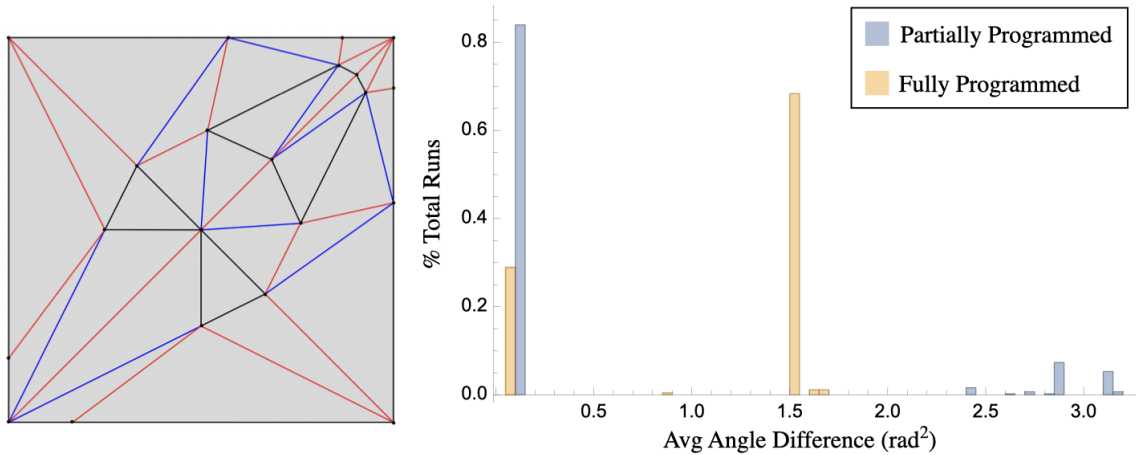 Partially Programmed
Fully Programmed
% Total Runs
0.8
0.6
0.4
0.2
0.0
0.5
1.0
1.5
2.0
2.5
3.0
Avg Angle Difference (rad²)